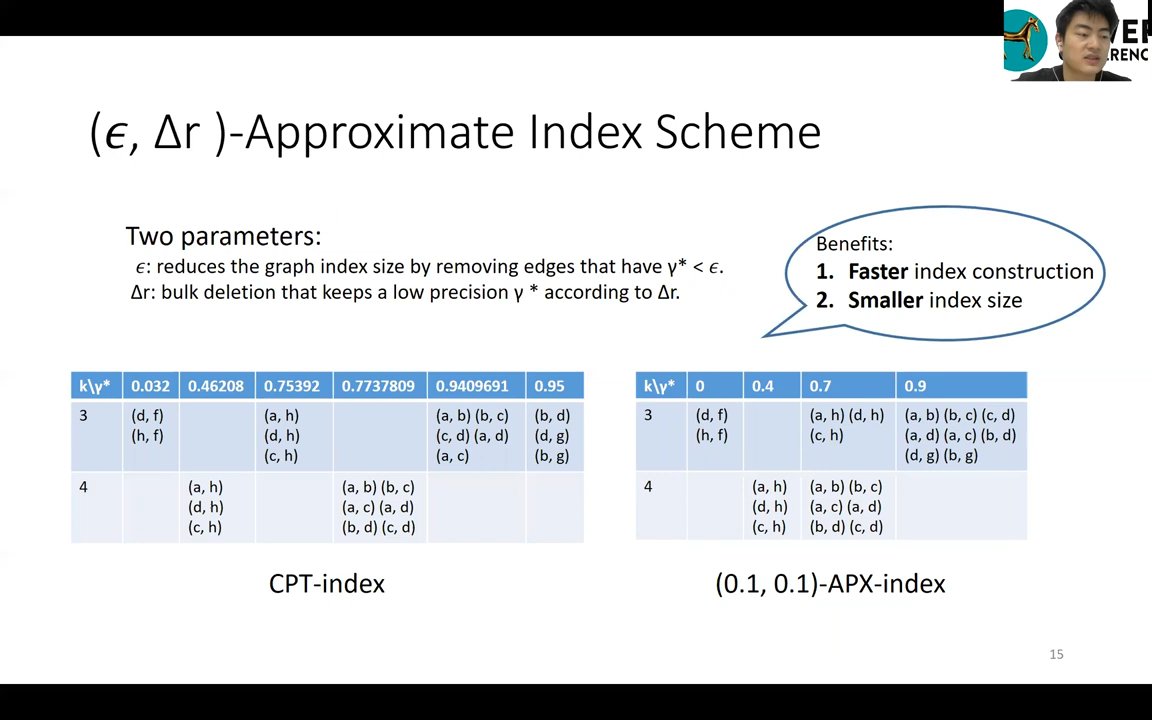 (ϵ, Δr )-Approximate Index Scheme
Two parameters:
ϵ: reduces the graph index size by removing edges that have γ* < ϵ.
Δr: bulk deletion that keeps a low precision γ * according to Δr.
Benefits:
1. Faster index construction
2. Smaller index size
k\γ* 0.032 0.46208 0.75392 0.7737809 0.9409691 0.95
3 (d, f) (a, h) (a, b) (b, c) (b, d)
(h, f) (d, h) (c, d) (a, d) (d, g)
(c, h) (a, c) (b, g)
4 (a, h) (a, b) (b, c)
(d, h) (a, c) (a, d)
(c, h) (b, d) (c, d)
CPT-index
k\γ* 0 0.4 0.7 0.9
3 (d, f) (a, h) (d, h) (a, b) (b, c) (c, d)
(h, f) (c, h) (a, d) (a, c) (b, d)
(d, g) (b, g)
4 (a, h) (a, b) (b, c)
(d, h) (a, c) (a, d)
(c, h) (b, d) (c, d)
(0.1, 0.1)-APX-index
15